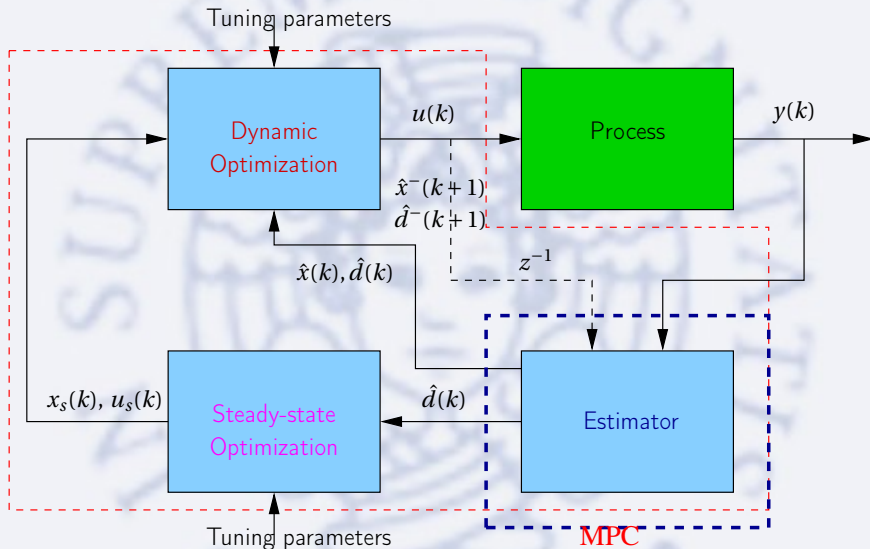 Tuning parameters
Dynamic
Optimization
u(k)
Process
y(k)
x̂⁻(k+1)
d̂⁻(k+1)
x̂(k), d̂(k)
z⁻¹
x_s(k), u_s(k)
Steady-state
Optimization
d̂(k)
Estimator
Tuning parameters
MPC